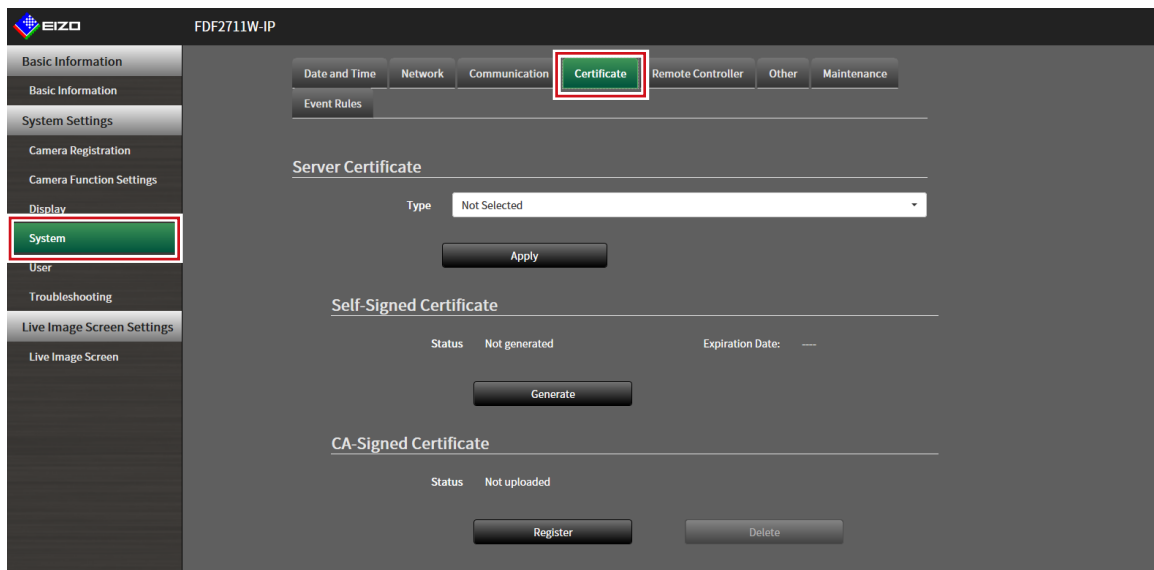 EIZO FDF2711W-IP
Basic Information
Basic Information
System Settings
Camera Registration
Camera Function Settings
Display
System
User
Troubleshooting
Live Image Screen Settings
Live Image Screen
Date and Time Network Communication Certificate Remote Controller Other Maintenance
Event Rules
Server Certificate
Type Not Selected
Apply
Self-Signed Certificate
Status Not generated Expiration Date: ----
Generate
CA-Signed Certificate
Status Not uploaded
Register Delete